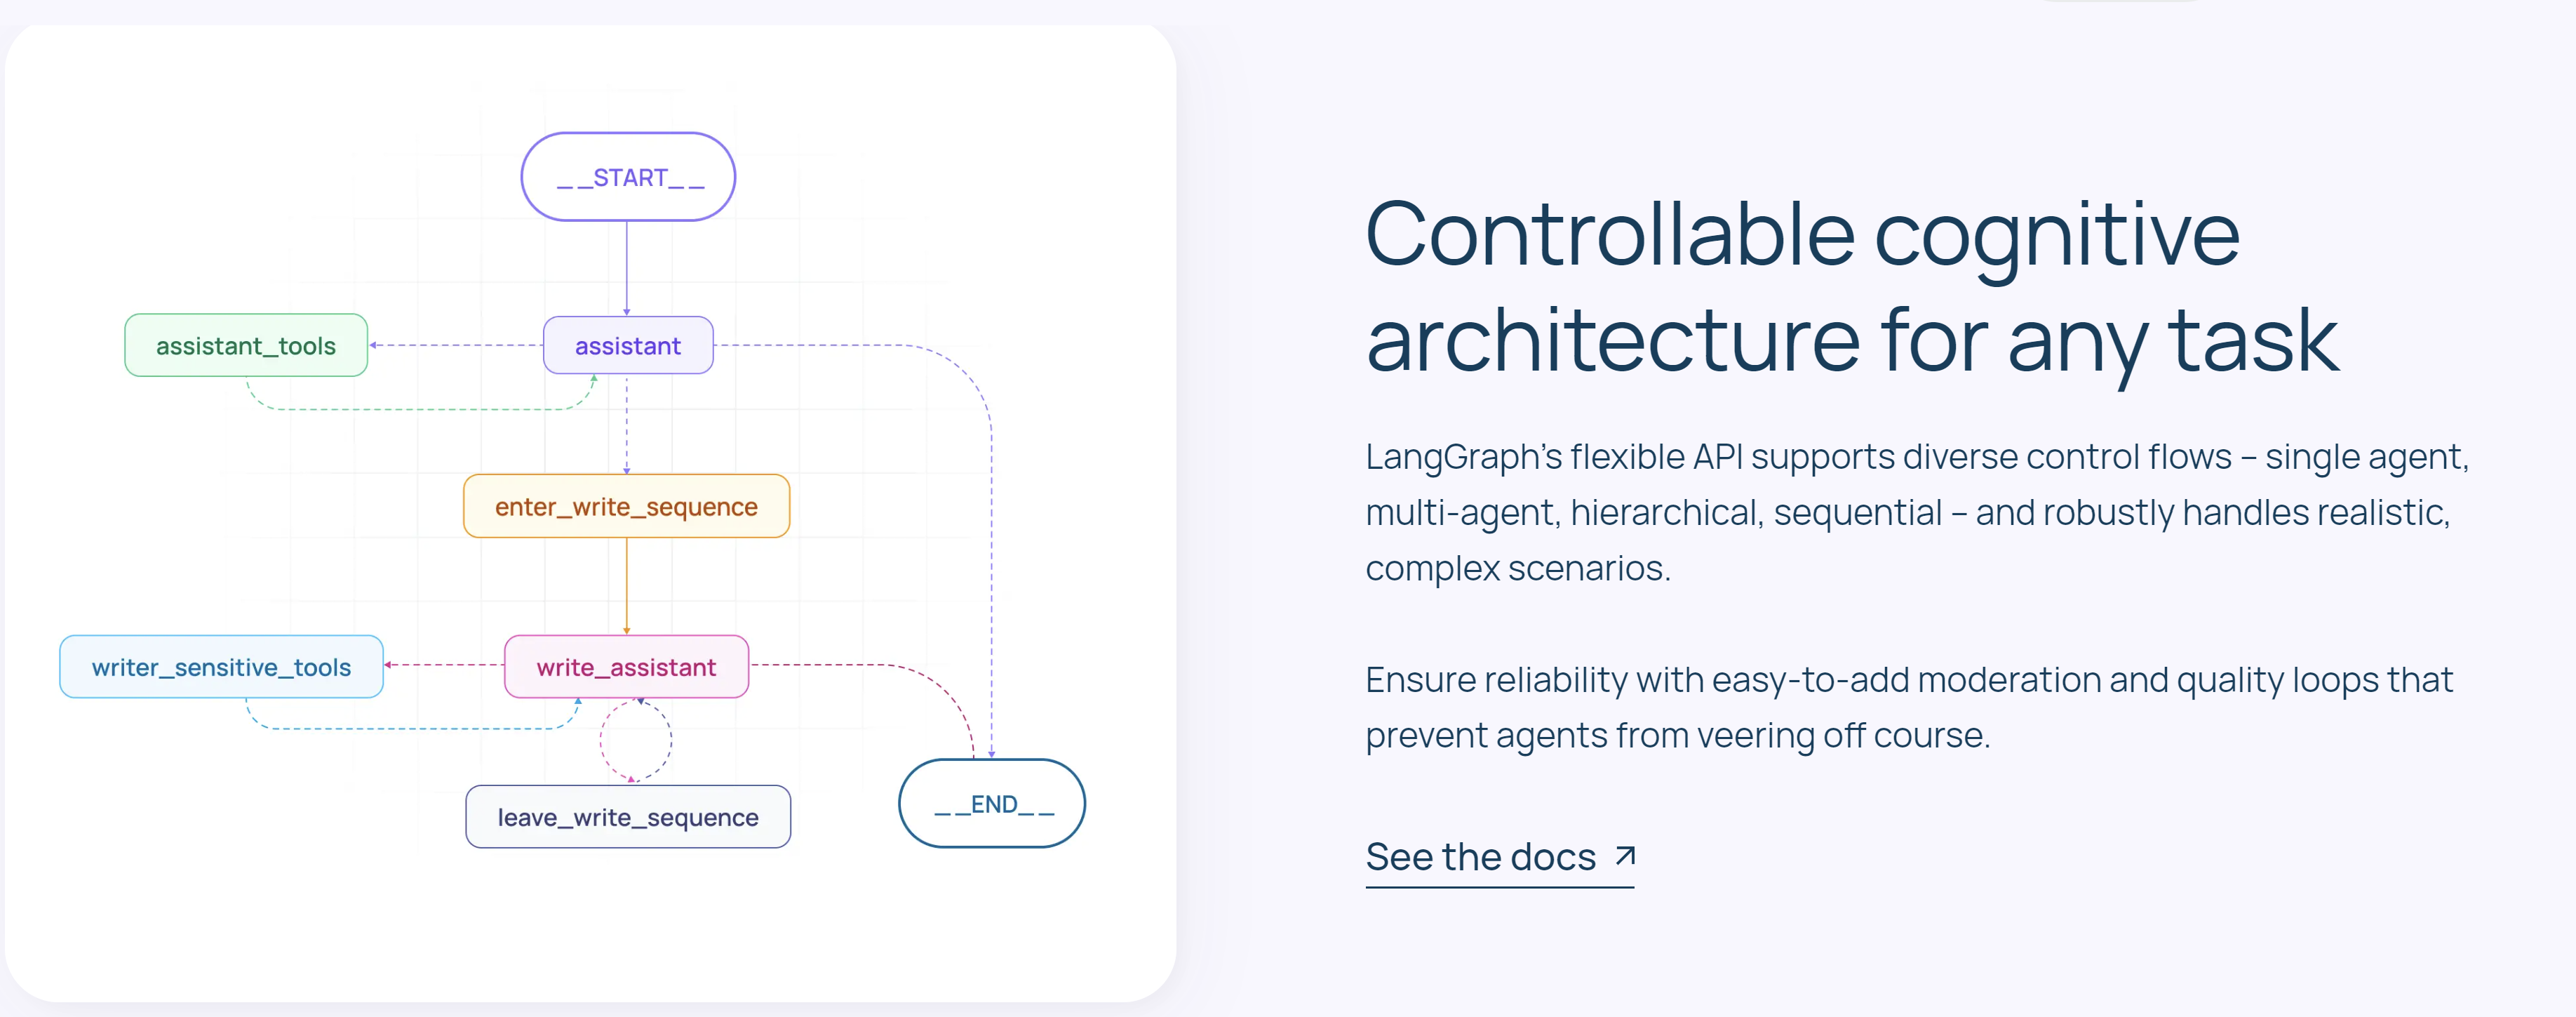 __START__
assistant_tools
assistant
enter_write_sequence
writer_sensitive_tools
write_assistant
leave_write_sequence
__END__
Controllable cognitive
architecture for any task
LangGraph’s flexible API supports diverse control flows – single agent,
multi-agent, hierarchical, sequential – and robustly handles realistic,
complex scenarios.
Ensure reliability with easy-to-add moderation and quality loops that
prevent agents from veering off course.
See the docs